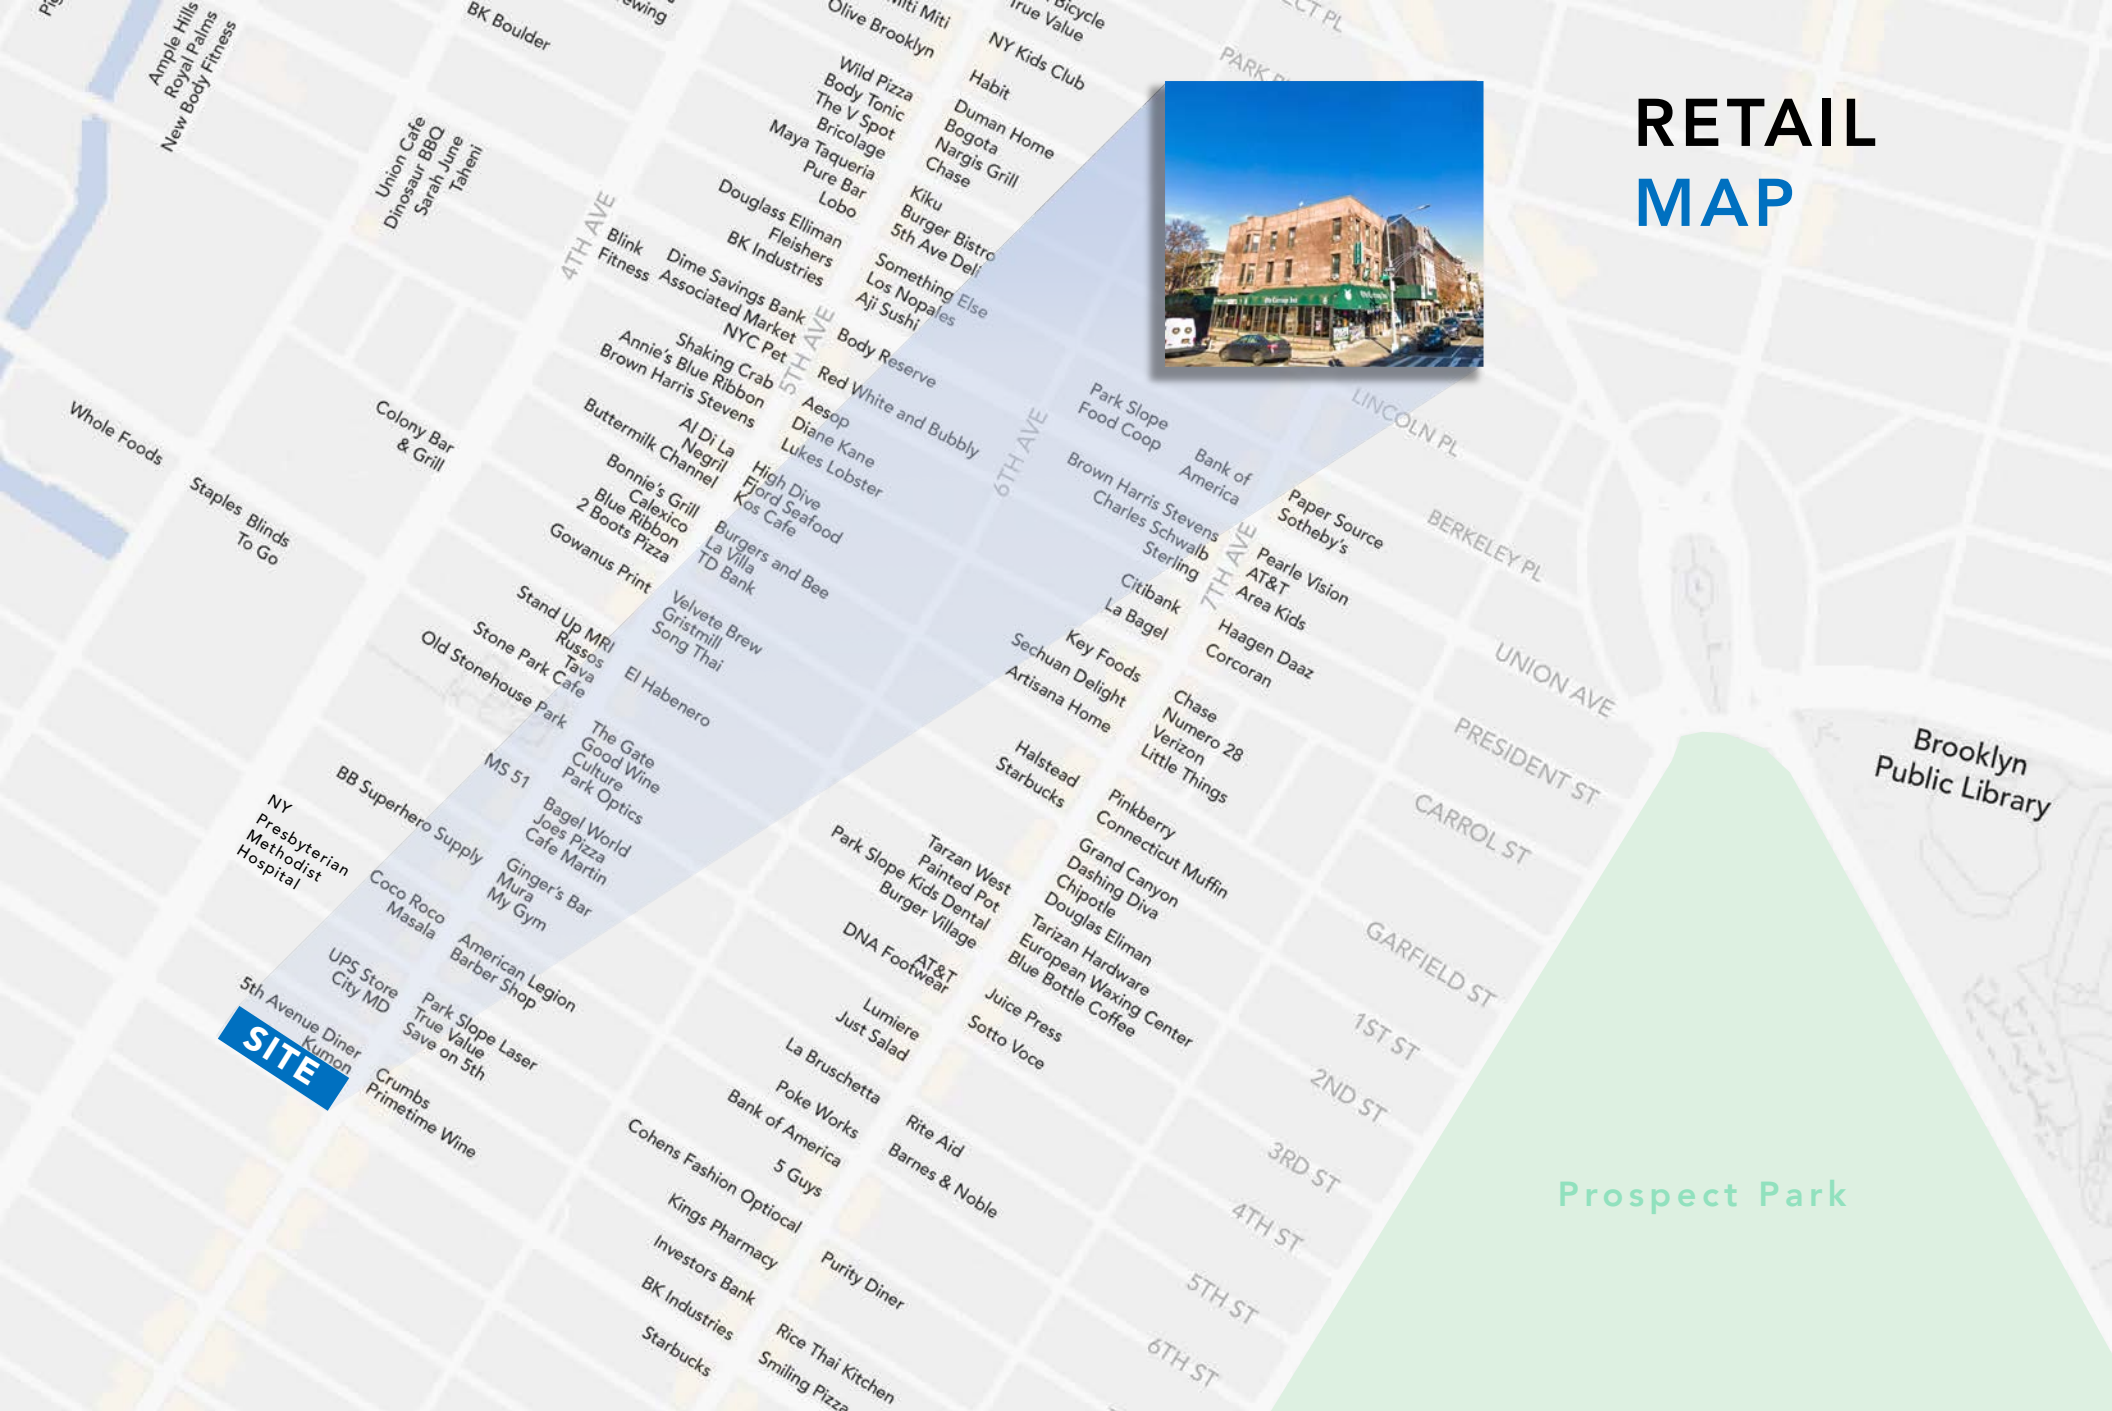 RETAIL
MAP
Ample Hills
Royal Palms
New Body Fitness
BK Boulder
Olive Brooklyn
Miti Miti
Bicycle
True Value
NY Kids Club
Wild Pizza
Body Tonic
The V Spot
Bricolage
Maya Taqueria
Pure Bar
Lobo
Habit
Duman Home
Bogota
Nargis Grill
Chase
Union Cafe
Dinosaur BBQ
Sarah June
Taheni
4TH AVE
Douglass Elliman
Fleishers
BK Industries
Kiku
Burger Bistro
5th Ave Deli
Something Else
Los Nopales
Aji Sushi
Blink
Fitness
Dime Savings Bank
Associated Market
NYC Pet
5TH AVE
Body Reserve
Shaking Crab
Annie's Blue Ribbon
Brown Harris Stevens
Red White and Bubbly
Aesop
Diane Kane
Lukes Lobster
Al Di La
Negril
Buttermilk Channel
High Dive
Fjord Seafood
Kos Cafe
Bonnie's Grill
Calexico
Blue Ribbon
2 Boots Pizza
Gowanus Print
Burgers and Bee
La Villa
TD Bank
Whole Foods
Staples Blinds
To Go
Colony Bar
& Grill
Velvete Brew
Gristmill
Song Thai
Stand Up MRI
Russos
Tava
Stone Park Cafe
Old Stonehouse Park
El Habenero
The Gate
Good Wine
Culture
Park Optics
MS 51
BB Superhero Supply
Bagel World
Joes Pizza
Cafe Martin
Ginger's Bar
Mura
My Gym
NY
Presbyterian
Methodist
Hospital
Coco Roco
Masala
American Legion
Barber Shop
UPS Store
City MD
Park Slope Laser
True Value
Save on 5th
5th Avenue Diner
Kumon
SITE
Crumbs
Primetime Wine
6TH AVE
Park Slope
Food Coop
Bank of
America
Brown Harris Stevens
Charles Schwalb
Sterling
Citibank
La Bagel
7TH AVE
Paper Source
Sotheby's
Pearle Vision
AT&T
Area Kids
Haagen Daaz
Corcoran
Key Foods
Sechuan Delight
Artisana Home
Chase
Numero 28
Verizon
Little Things
Halstead
Starbucks
Pinkberry
Connecticut Muffin
Tarzan West
Painted Pot
Park Slope Kids Dental
Burger Village
Grand Canyon
Dashing Diva
Chipotle
Douglas Eliman
Tarizan Hardware
European Waxing Center
Blue Bottle Coffee
DNA Footwear
AT&T
Lumiere
Just Salad
Juice Press
Sotto Voce
La Bruschetta
Poke Works
Bank of America
5 Guys
Rite Aid
Barnes & Noble
Cohens Fashion Optiocal
Kings Pharmacy
Investors Bank
BK Industries
Starbucks
Purity Diner
Rice Thai Kitchen
Smiling Pizza
LINCOLN PL
BERKELEY PL
UNION AVE
PRESIDENT ST
CARROL ST
GARFIELD ST
1ST ST
2ND ST
3RD ST
4TH ST
5TH ST
6TH ST
Brooklyn
Public Library
Prospect Park